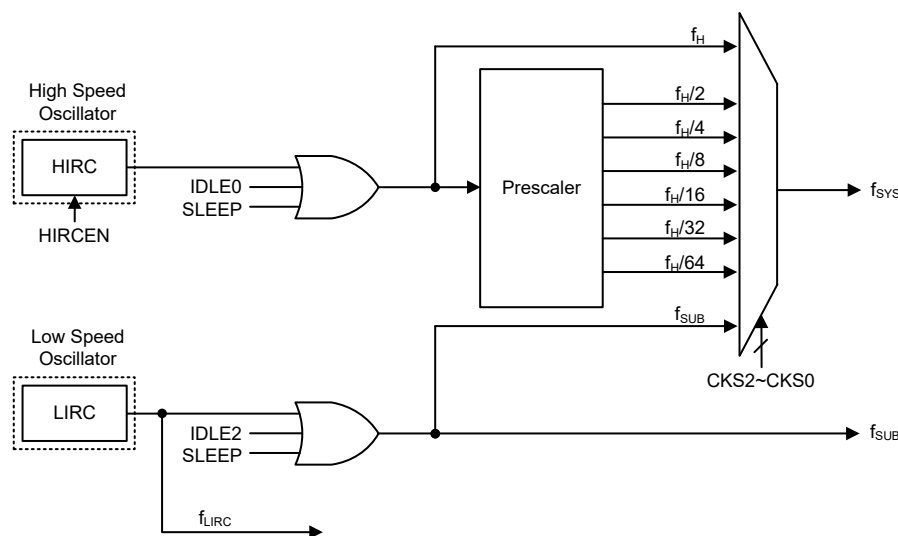 f_H
High Speed
Oscillator
f_H/2
f_H/4
HIRC
f_H/8
IDLE0
Prescaler
f_SYS
SLEEP
f_H/16
HIRCEN
f_H/32
f_H/64
Low Speed
Oscillator
f_SUB
CKS2~CKS0
LIRC
IDLE2
f_SUB
SLEEP
f_LIRC